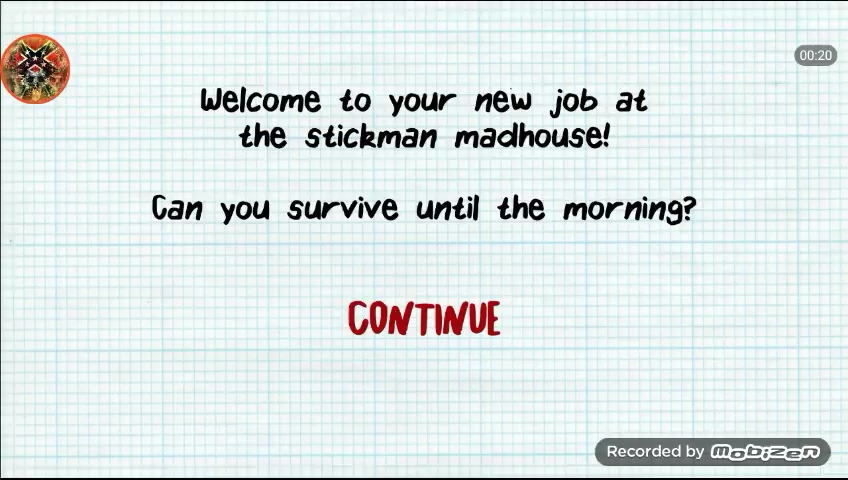 00:20
Welcome to your new job at
the stickman madhouse!
Can you survive until the morning?
CONTINUE
Recorded by Mobizen